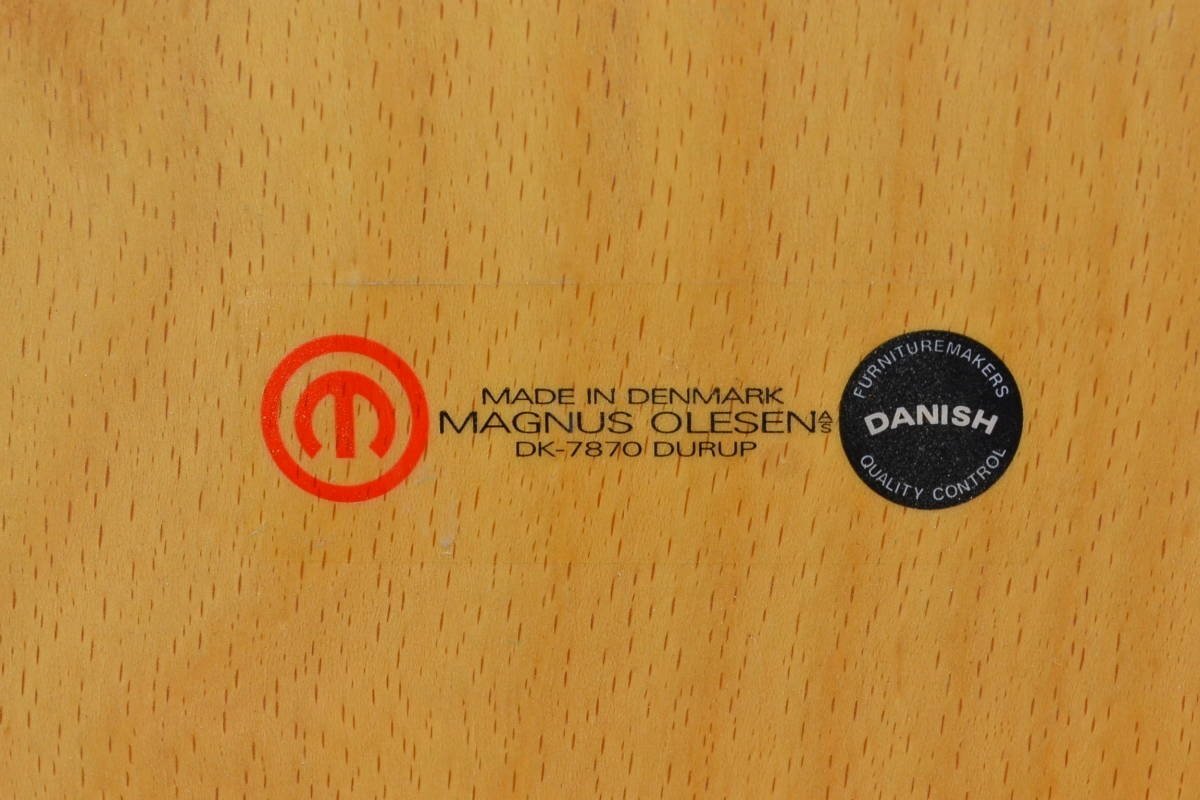 MADE IN DENMARK
MAGNUS OLESEN A/S
DK-7870 DURUP
FURNITUREMAKERS
DANISH
QUALITY CONTROL